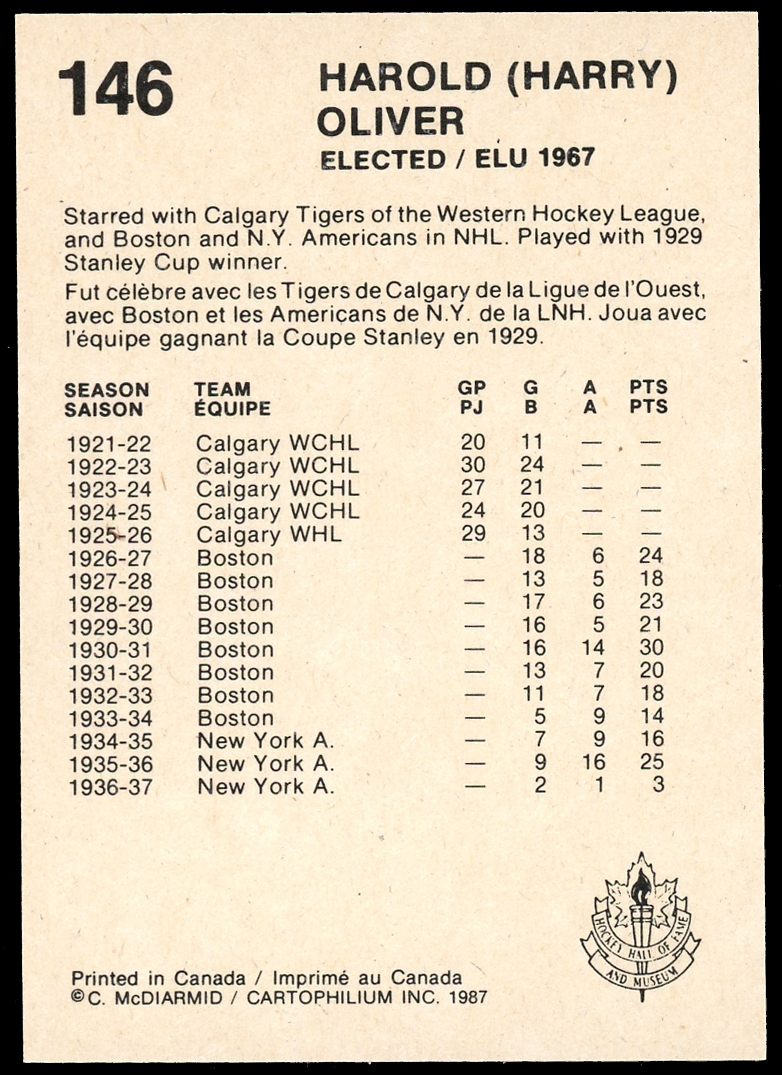 146
HAROLD (HARRY)
OLIVER
ELECTED / ELU 1967
Starred with Calgary Tigers of the Western Hockey League,
and Boston and N.Y. Americans in NHL. Played with 1929
Stanley Cup winner.
Fut célèbre avec les Tigers de Calgary de la Ligue de l'Ouest,
avec Boston et les Americans de N.Y. de la LNH. Joua avec
l'équipe gagnant la Coupe Stanley en 1929.
SEASON TEAM GP G A PTS
SAISON ÉQUIPE PJ B A PTS
1921-22 Calgary WCHL 20 11 — —
1922-23 Calgary WCHL 30 24 — —
1923-24 Calgary WCHL 27 21 — —
1924-25 Calgary WCHL 24 20 — —
1925-26 Calgary WHL 29 13 — —
1926-27 Boston — 18 6 24
1927-28 Boston — 13 5 18
1928-29 Boston — 17 6 23
1929-30 Boston — 16 5 21
1930-31 Boston — 16 14 30
1931-32 Boston — 13 7 20
1932-33 Boston — 11 7 18
1933-34 Boston — 5 9 14
1934-35 New York A. — 7 9 16
1935-36 New York A. — 9 16 25
1936-37 New York A. — 2 1 3
HOCKEY HALL OF FAME
AND MUSEUM
Printed in Canada / Imprimé au Canada
© C. McDIARMID / CARTOPHILIUM INC. 1987